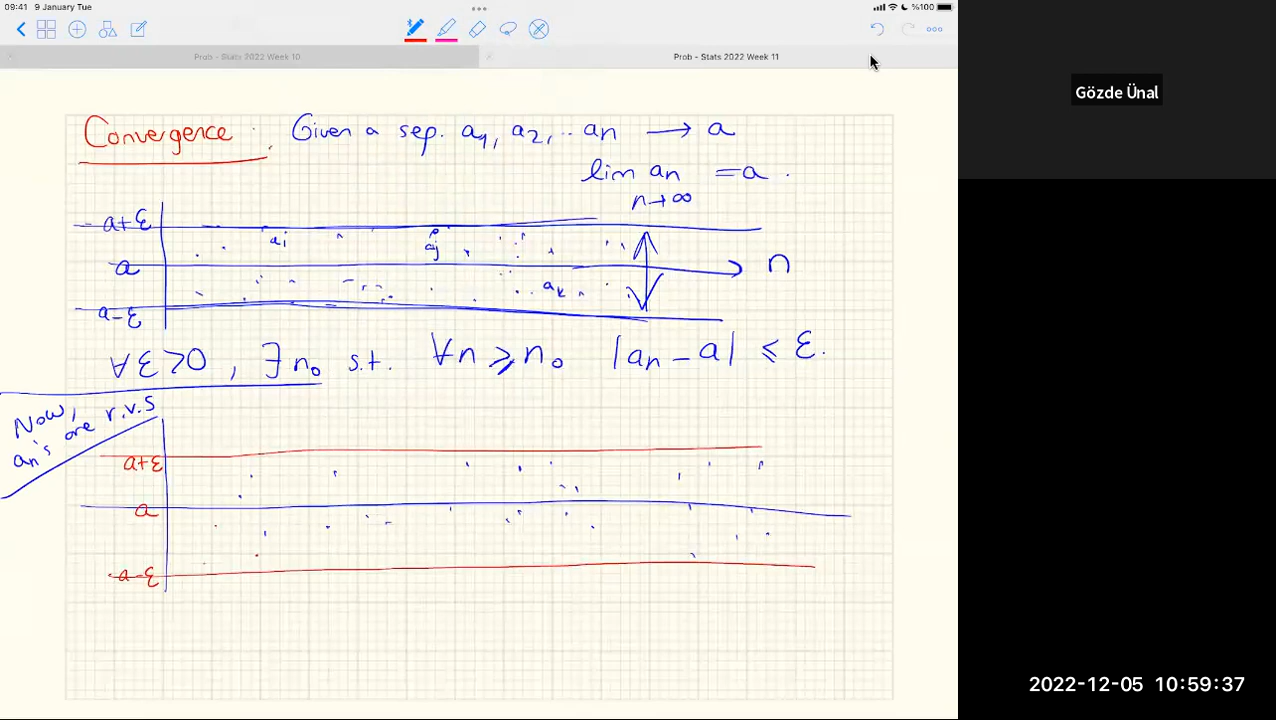 09:41 9 January Tue
%100
Prob - Stats 2022 Week 10
Prob - Stats 2022 Week 11
Gözde Ünal
Convergence : Given a seq. a₁, a₂, .. aₙ → a
lim aₙ = a .
n→∞
a+ε
a
a-ε
aᵢ
aⱼ
aₖ
n
∀ε>0 , ∃n₀ s.t. ∀n ⩾ n₀ |aₙ - a| ⩽ ε.
Now,
aₙ's are r.v.s
a+ε
a
a-ε
2022-12-05 10:59:37